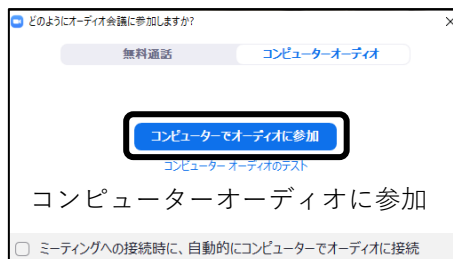 どのようにオーディオ会議に参加しますか?
無料通話 コンピューターオーディオ
コンピューターでオーディオに参加
コンピューター オーディオのテスト
コンピューターオーディオに参加
ミーティングへの接続時に、自動的にコンピューターでオーディオに接続